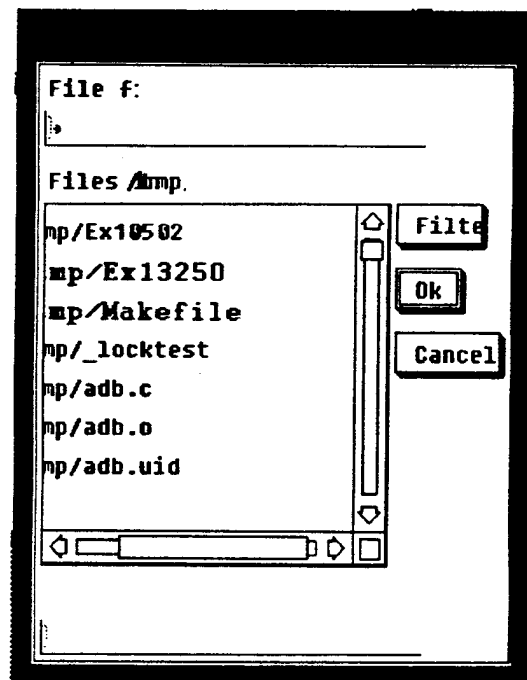 File f:
Files
Filte
mp/Ex10502
mp/Ex13250
Ok
mp/Makefile
mp/_locktest
Cancel
mp/adb.c
mp/adb.o
mp/adb.uid